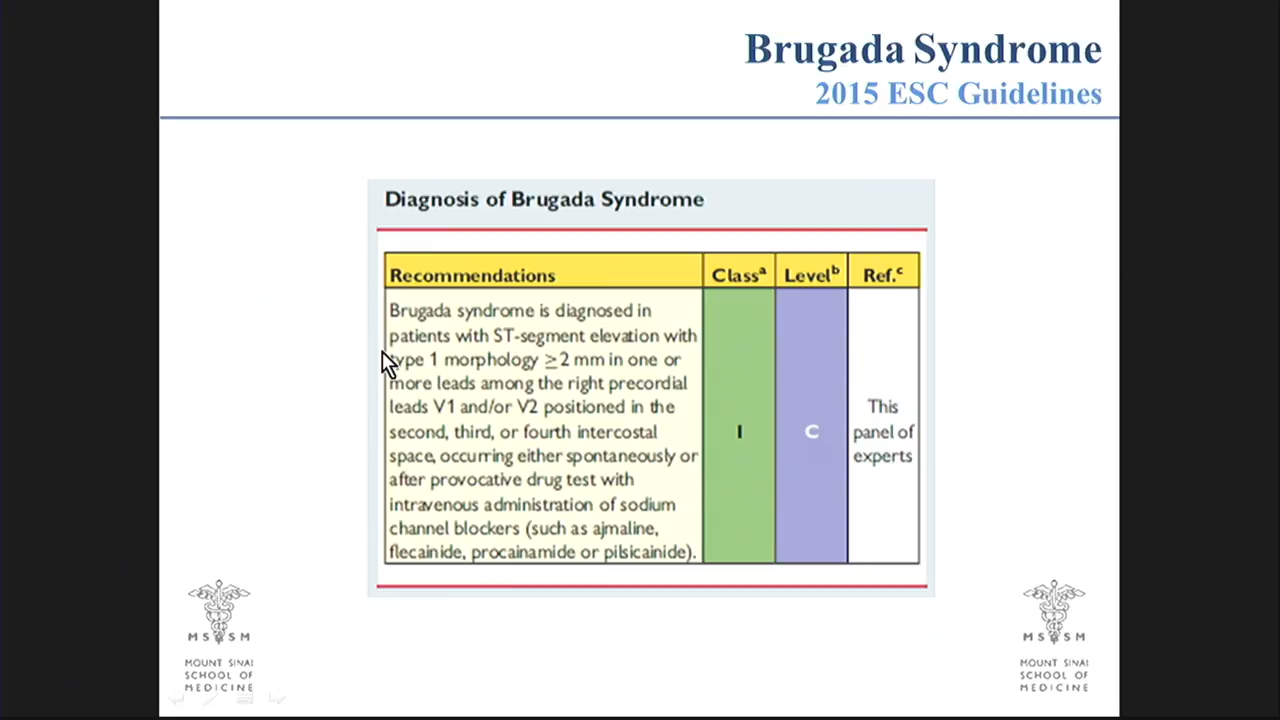 Brugada Syndrome
2015 ESC Guidelines
Diagnosis of Brugada Syndrome
Recommendations Classᵃ Levelᵇ Ref.ᶜ
Brugada syndrome is diagnosed in
patients with ST-segment elevation with
type 1 morphology ≥2 mm in one or
more leads among the right precordial
leads V1 and/or V2 positioned in the
second, third, or fourth intercostal
space, occurring either spontaneously or
after provocative drug test with
intravenous administration of sodium
channel blockers (such as ajmaline,
flecainide, procainamide or pilsicainide).
I
C
This
panel of
experts
MSSM
MOUNT SINAI
SCHOOL OF
MEDICINE
MSSM
MOUNT SINAI
SCHOOL OF
MEDICINE